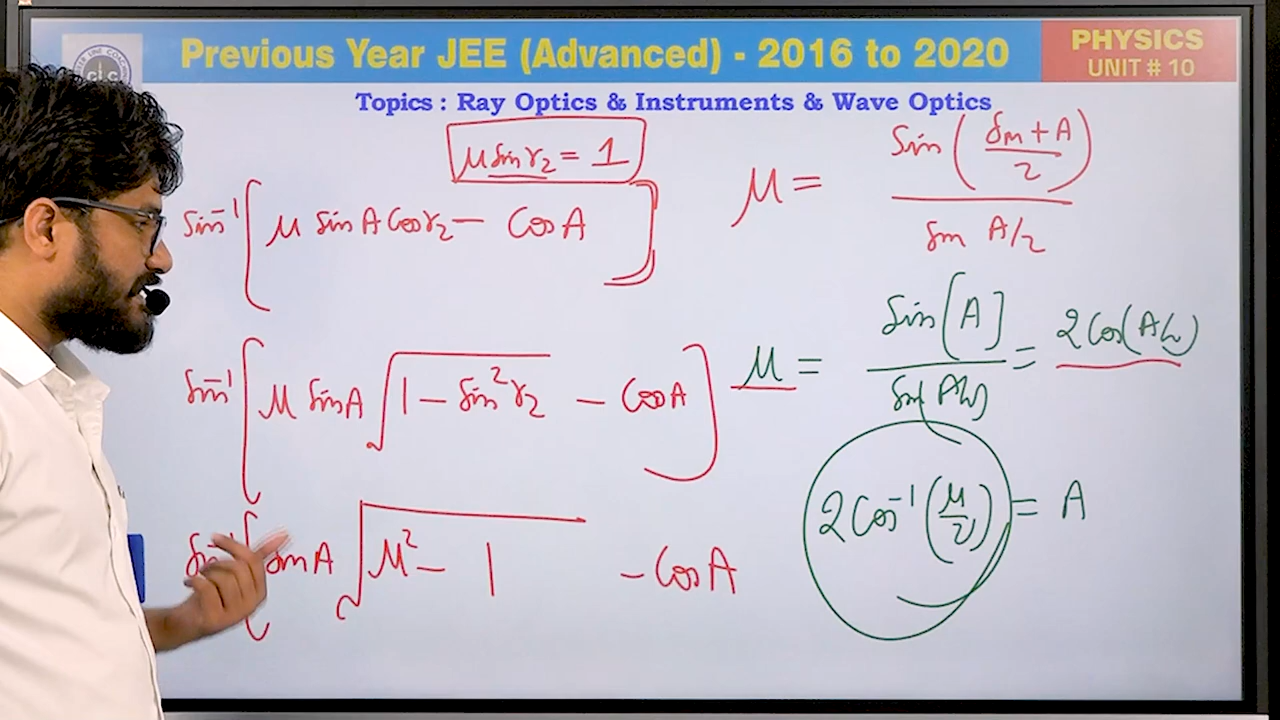 Previous Year JEE (Advanced) - 2016 to 2020
PHYSICS
UNIT # 10
Topics : Ray Optics & Instruments & Wave Optics
μ sin r₂ = 1
sin⁻¹[μ sin A cos r₂ − cos A]
sin⁻¹[μ sin A √(1 − sin² r₂) − cos A]
sin⁻¹[sin A √(μ² − 1) − cos A
μ = sin((δm + A)/2) / sin A/2
μ = sin[A] / sin(A/2) = 2 cos(A/2)
2 cos⁻¹(μ/2) = A